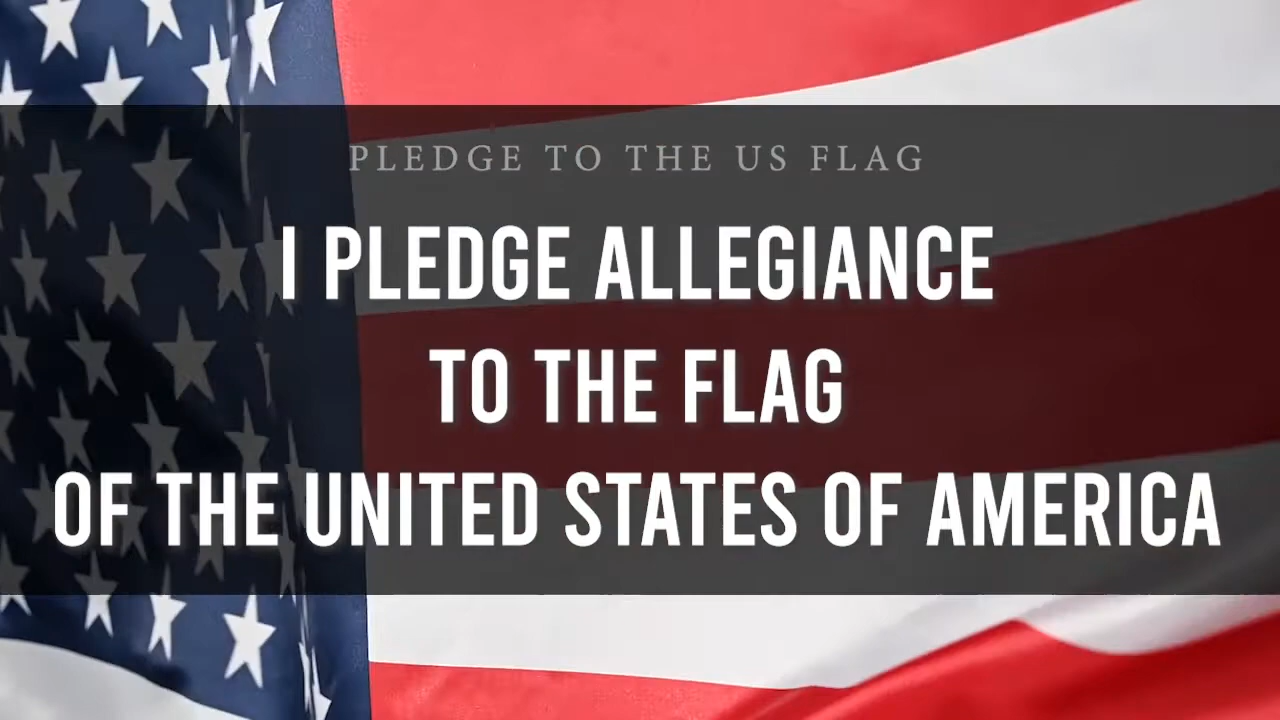 PLEDGE TO THE US FLAG
I PLEDGE ALLEGIANCE
TO THE FLAG
OF THE UNITED STATES OF AMERICA